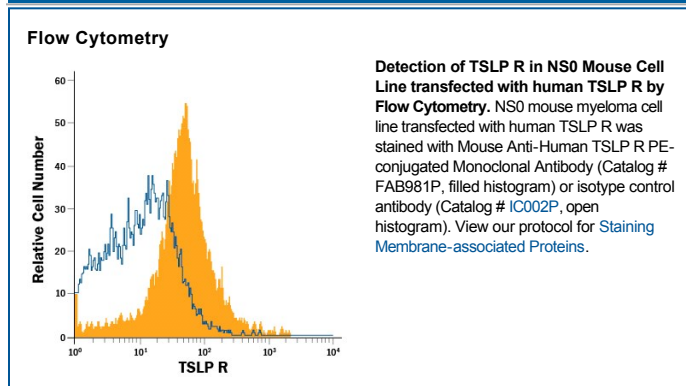 Flow Cytometry
Relative Cell Number
60
50
40
30
20
10
0
10⁰
10¹
10²
10³
10⁴
TSLP R
Detection of TSLP R in NS0 Mouse Cell
Line transfected with human TSLP R by
Flow Cytometry. NS0 mouse myeloma cell
line transfected with human TSLP R was
stained with Mouse Anti-Human TSLP R PE-
conjugated Monoclonal Antibody (Catalog #
FAB981P, filled histogram) or isotype control
antibody (Catalog # IC002P, open
histogram). View our protocol for Staining
Membrane-associated Proteins.